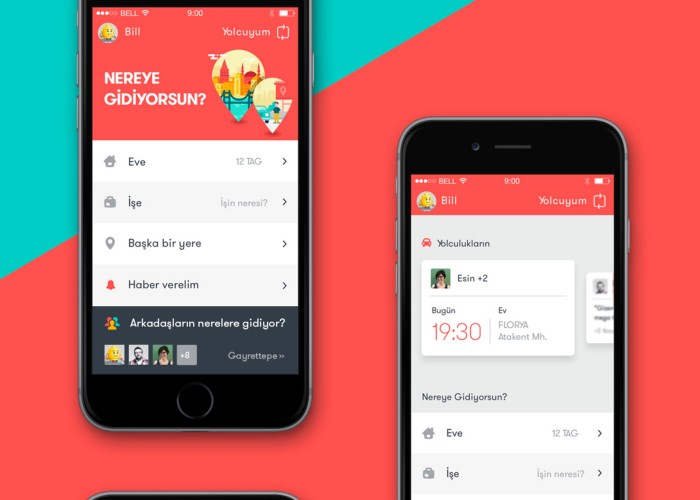 BELL 9:00
Bill Yolcuyum
NEREYE
GİDİYORSUN?
Eve 12 TAG
İşe İşin neresi?
Başka bir yere
Haber verelim
Arkadaşların nerelere gidiyor?
+8 Gayrettepe »
BELL 9:00
Bill Yolcuyum
Yolculukların
Esin +2
Bugün Ev
19:30 FLORYA
Atakent Mh.
Nereye Gidiyorsun?
Eve 12 TAG
İşe İşin neresi?